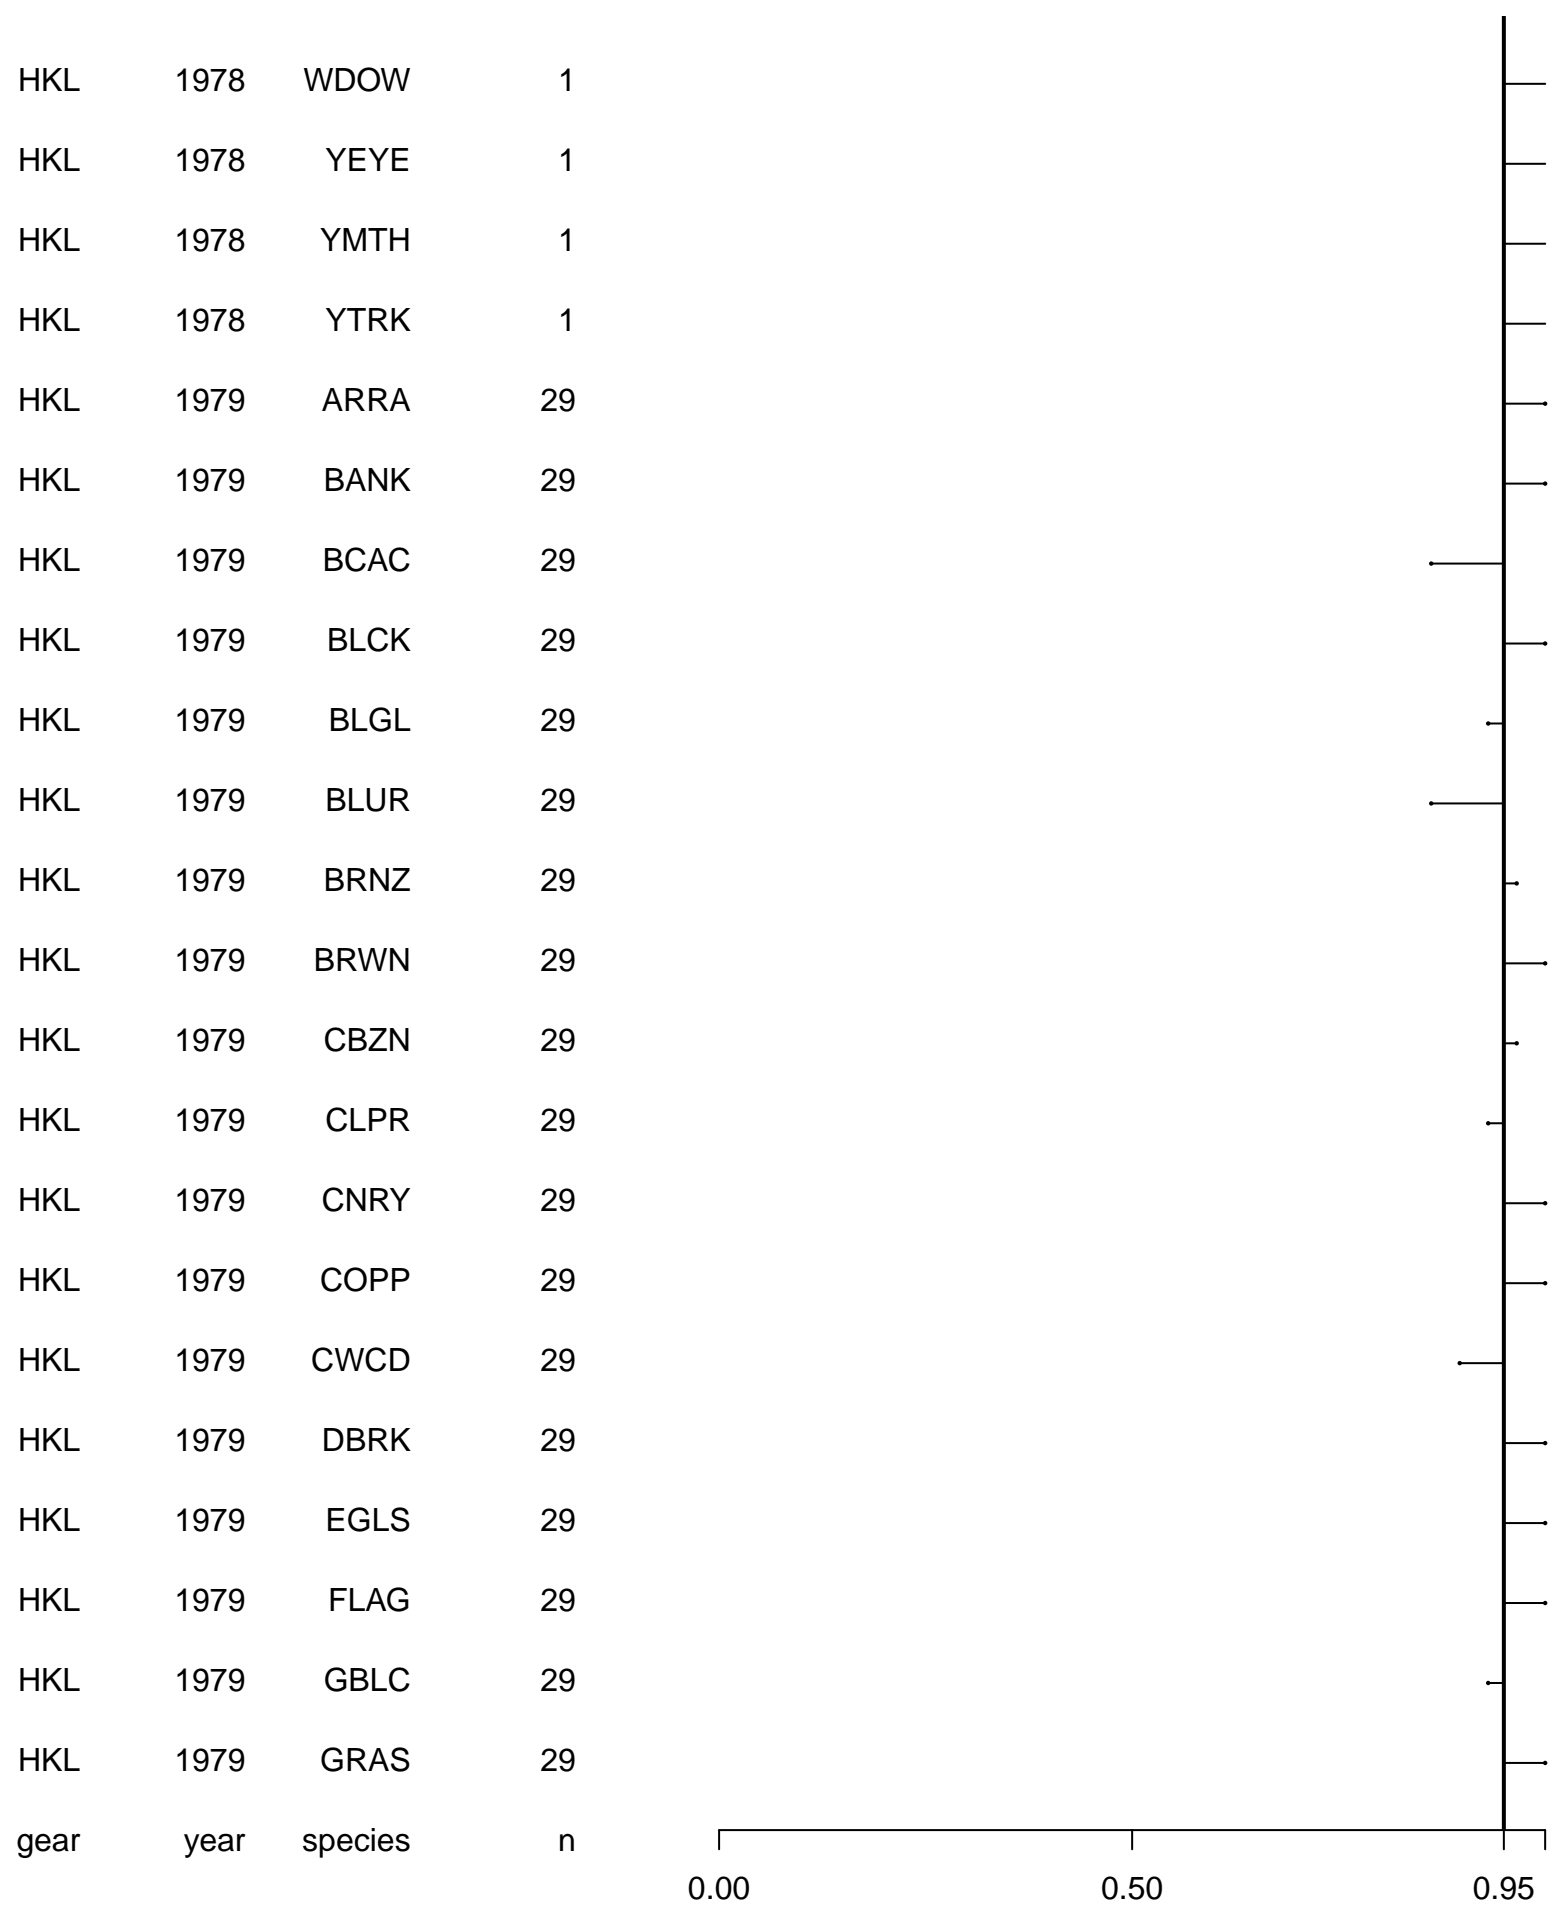 HKL 1978 WDOW 1
HKL 1978 YEYE 1
HKL 1978 YMTH 1
HKL 1978 YTRK 1
HKL 1979 ARRA 29
HKL 1979 BANK 29
HKL 1979 BCAC 29
HKL 1979 BLCK 29
HKL 1979 BLGL 29
HKL 1979 BLUR 29
HKL 1979 BRNZ 29
HKL 1979 BRWN 29
HKL 1979 CBZN 29
HKL 1979 CLPR 29
HKL 1979 CNRY 29
HKL 1979 COPP 29
HKL 1979 CWCD 29
HKL 1979 DBRK 29
HKL 1979 EGLS 29
HKL 1979 FLAG 29
HKL 1979 GBLC 29
HKL 1979 GRAS 29
gear year species n
0.00 0.50 0.95